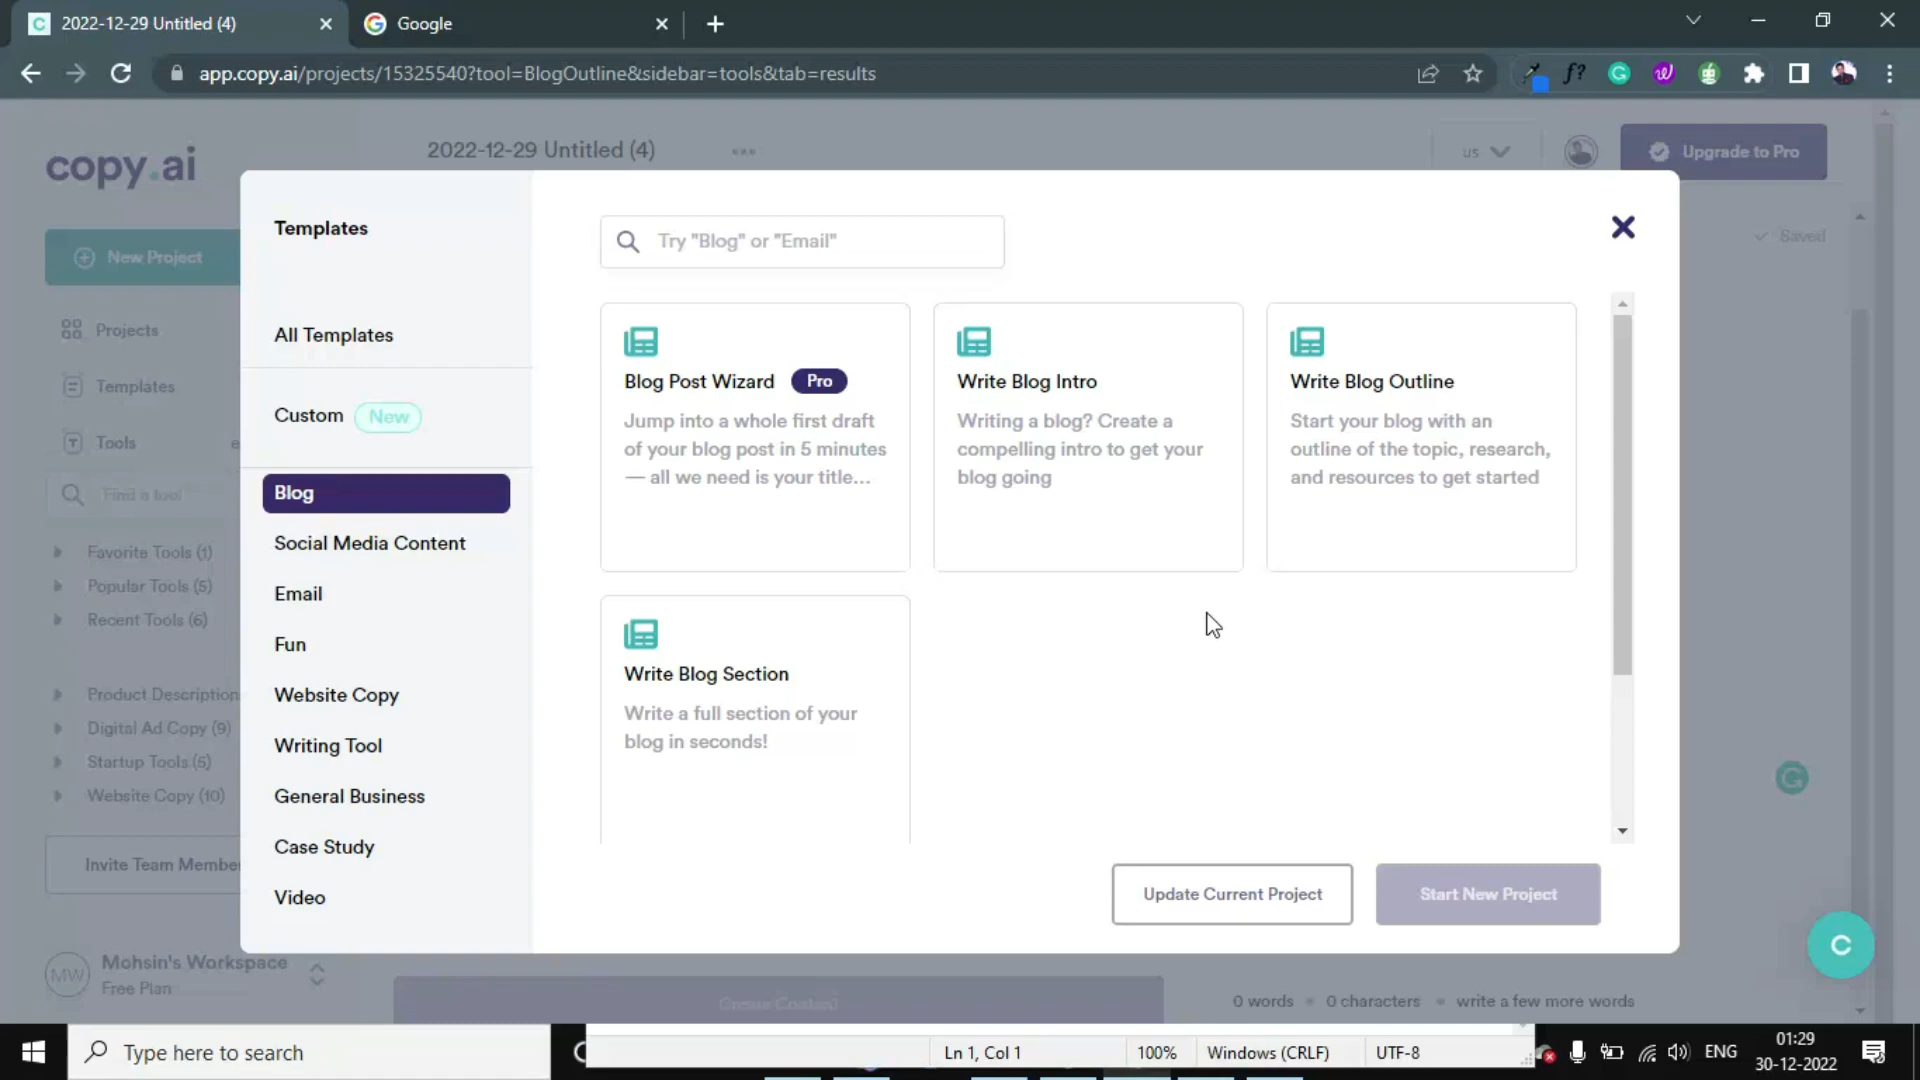 2022-12-29 Untitled (4)
Google
app.copy.ai/projects/15325540?tool=BlogOutline&sidebar=tools&tab=results
copy.ai
2022-12-29 Untitled (4)
us
Upgrade to Pro
New Project
Saved
Projects
Templates
Tools
Find a tool
Favorite Tools (1)
Popular Tools (5)
Recent Tools (6)
Product Description
Digital Ad Copy (9)
Startup Tools (5)
Website Copy (10)
Invite Team Member
MW
Mohsin's Workspace
Free Plan
Templates
All Templates
Custom New
Blog
Social Media Content
Email
Fun
Website Copy
Writing Tool
General Business
Case Study
Video
Try "Blog" or "Email"
Blog Post Wizard Pro
Jump into a whole first draft
of your blog post in 5 minutes
— all we need is your title...
Write Blog Intro
Writing a blog? Create a
compelling intro to get your
blog going
Write Blog Outline
Start your blog with an
outline of the topic, research,
and resources to get started
Write Blog Section
Write a full section of your
blog in seconds!
Update Current Project
Start New Project
Create Content
0 words • 0 characters • write a few more words
Type here to search
Ln 1, Col 1
100%
Windows (CRLF)
UTF-8
ENG
01:29
30-12-2022